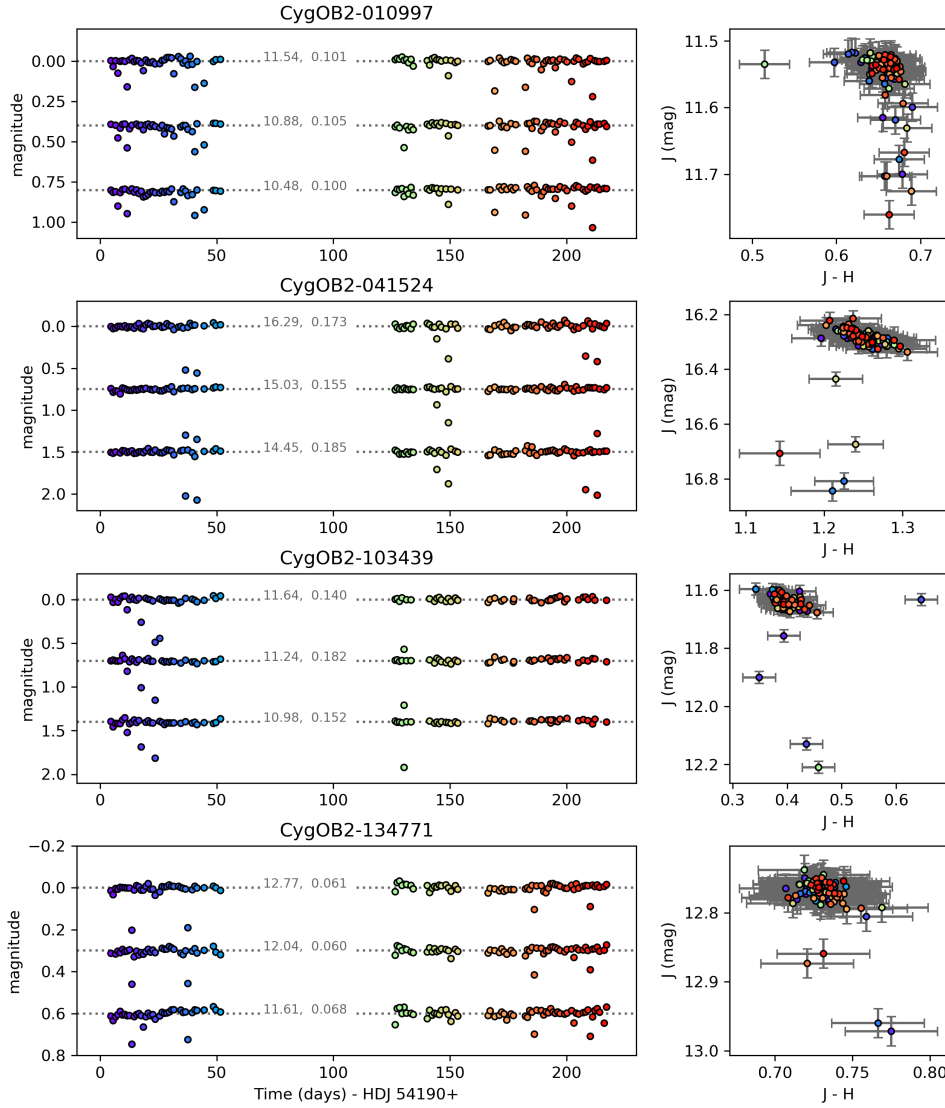 CygOB2-010997
magnitude
0.00
0.25
0.50
0.75
1.00
11.54, 0.101
10.88, 0.105
10.48, 0.100
0 50 100 150 200
J (mag)
11.5
11.6
11.7
0.5 0.6 0.7
J - H
CygOB2-041524
magnitude
0.0
0.5
1.0
1.5
2.0
16.29, 0.173
15.03, 0.155
14.45, 0.185
0 50 100 150 200
J (mag)
16.2
16.4
16.6
16.8
1.1 1.2 1.3
J - H
CygOB2-103439
magnitude
0.0
0.5
1.0
1.5
2.0
11.64, 0.140
11.24, 0.182
10.98, 0.152
0 50 100 150 200
J (mag)
11.6
11.8
12.0
12.2
0.3 0.4 0.5 0.6
J - H
CygOB2-134771
magnitude
−0.2
0.0
0.2
0.4
0.6
0.8
12.77, 0.061
12.04, 0.060
11.61, 0.068
0 50 100 150 200
Time (days) - HDJ 54190+
J (mag)
12.8
12.9
13.0
0.70 0.75 0.80
J - H